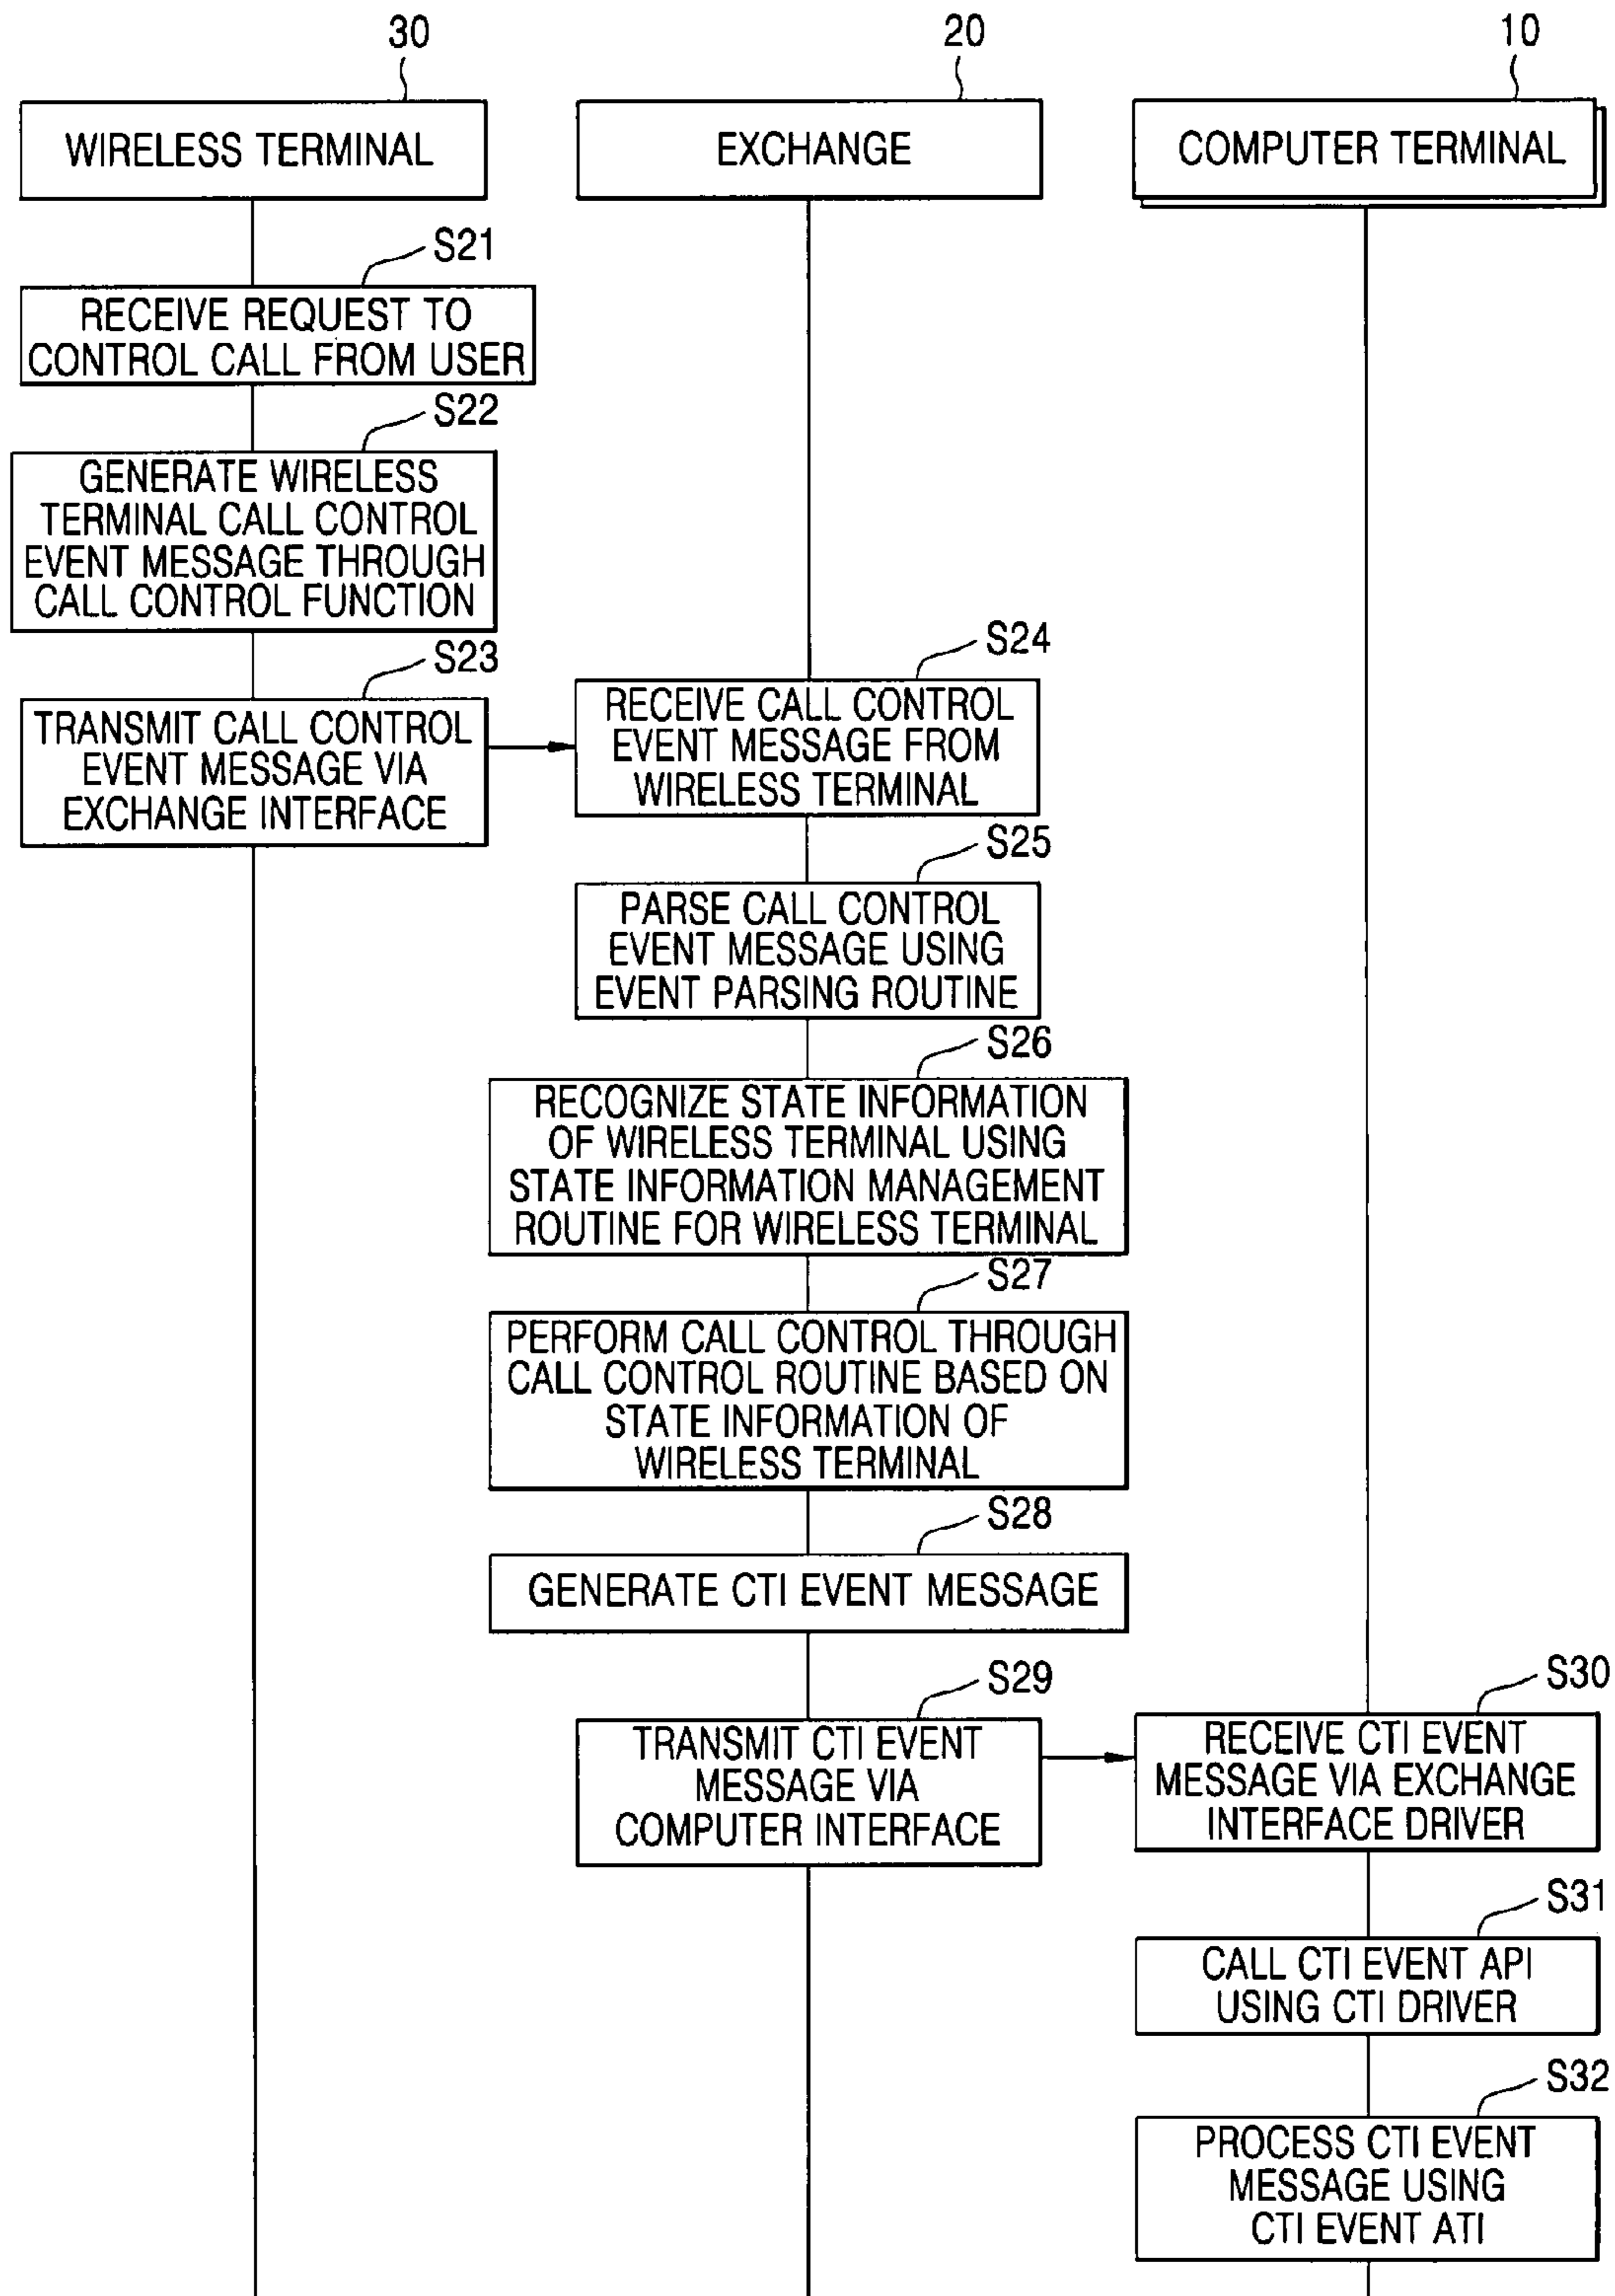 30
20
10
WIRELESS TERMINAL
EXCHANGE
COMPUTER TERMINAL
S21
RECEIVE REQUEST TO
CONTROL CALL FROM USER
S22
GENERATE WIRELESS
TERMINAL CALL CONTROL
EVENT MESSAGE THROUGH
CALL CONTROL FUNCTION
S23
TRANSMIT CALL CONTROL
EVENT MESSAGE VIA
EXCHANGE INTERFACE
S24
RECEIVE CALL CONTROL
EVENT MESSAGE FROM
WIRELESS TERMINAL
S25
PARSE CALL CONTROL
EVENT MESSAGE USING
EVENT PARSING ROUTINE
S26
RECOGNIZE STATE INFORMATION
OF WIRELESS TERMINAL USING
STATE INFORMATION MANAGEMENT
ROUTINE FOR WIRELESS TERMINAL
S27
PERFORM CALL CONTROL THROUGH
CALL CONTROL ROUTINE BASED ON
STATE INFORMATION OF
WIRELESS TERMINAL
S28
GENERATE CTI EVENT MESSAGE
S29
TRANSMIT CTI EVENT
MESSAGE VIA
COMPUTER INTERFACE
S30
RECEIVE CTI EVENT
MESSAGE VIA EXCHANGE
INTERFACE DRIVER
S31
CALL CTI EVENT API
USING CTI DRIVER
S32
PROCESS CTI EVENT
MESSAGE USING
CTI EVENT ATI